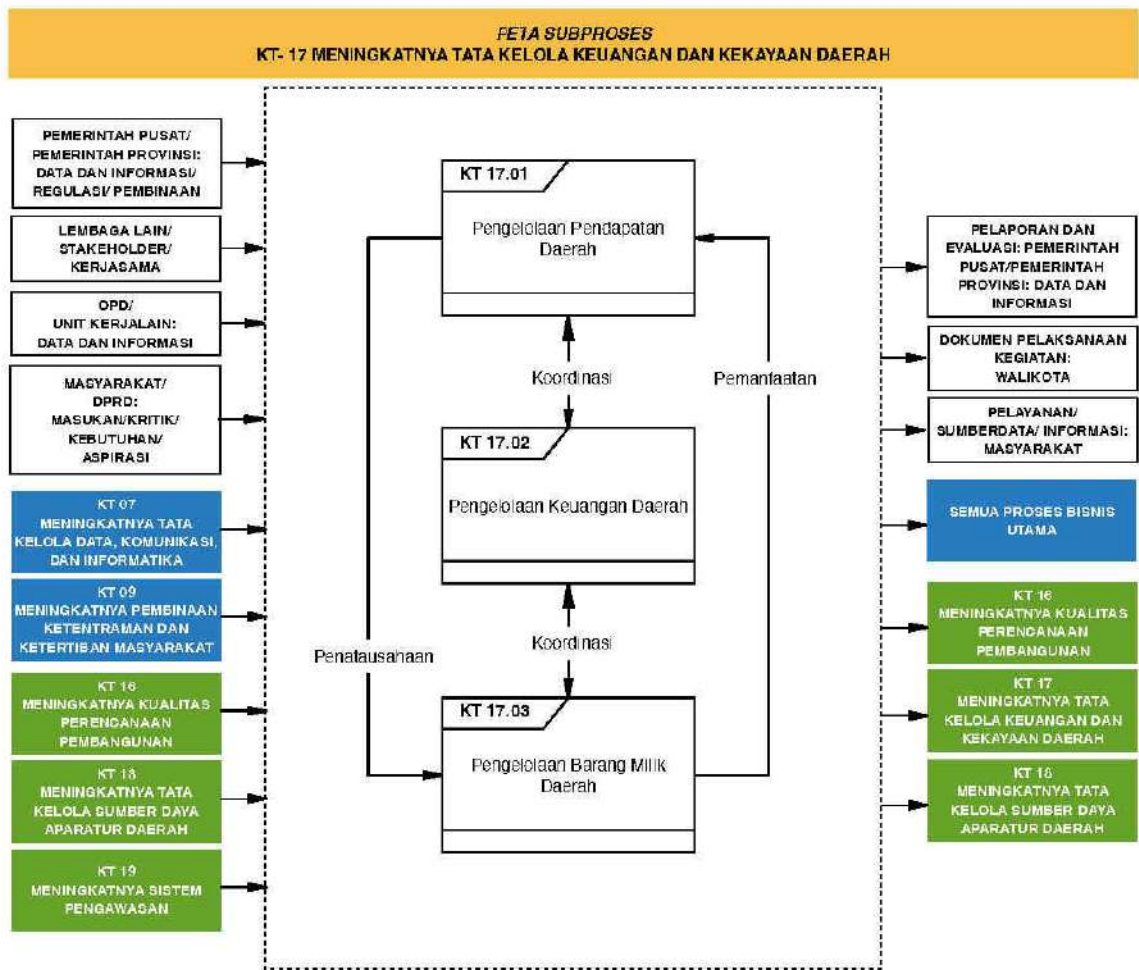 PETA SUBPROSES
KT- 17 MENINGKATNYA TATA KELOLA KEUANGAN DAN KEKAYAAN DAERAH
PEMERINTAH PUSAT/
PEMERINTAH PROVINSI:
DATA DAN INFORMASI/
REGULASI/ PEMBINAAN
LEMBAGA LAIN/
STAKEHOLDER/
KERJASAMA
OPD/
UNIT KERJALAIN:
DATA DAN INFORMASI
MASYARAKAT/
DPRD:
MASUKAN/KRITIK/
KEBUTUHAN/
ASPIRASI
KT 07
MENINGKATNYA TATA
KELOLA DATA, KOMUNIKASI,
DAN INFORMATIKA
KT 09
MENINGKATNYA PEMBINAAN
KETENTRAMAN DAN
KETERTIBAN MASYARAKAT
KT 16
MENINGKATNYA KUALITAS
PERENCANAAN
PEMBANGUNAN
KT 18
MENINGKATNYA TATA
KELOLA SUMBER DAYA
APARATUR DAERAH
KT 19
MENINGKATNYA SISTEM
PENGAWASAN
KT 17.01
Pengelolaan Pendapatan
Daerah
Koordinasi
Pemanfaatan
KT 17.02
Pengelolaan Keuangan Daerah
Koordinasi
Penatausahaan
KT 17.03
Pengelolaan Barang Milik
Daerah
PELAPORAN DAN
EVALUASI: PEMERINTAH
PUSAT/PEMERINTAH
PROVINSI: DATA DAN
INFORMASI
DOKUMEN PELAKSANAAN
KEGIATAN:
WALIKOTA
PELAYANAN/
SUMBERDATA/ INFORMASI:
MASYARAKAT
SEMUA PROSES BISNIS
UTAMA
KT 16
MENINGKATNYA KUALITAS
PERENCANAAN
PEMBANGUNAN
KT 17
MENINGKATNYA TATA
KELOLA KEUANGAN DAN
KEKAYAAN DAERAH
KT 18
MENINGKATNYA TATA
KELOLA SUMBER DAYA
APARATUR DAERAH